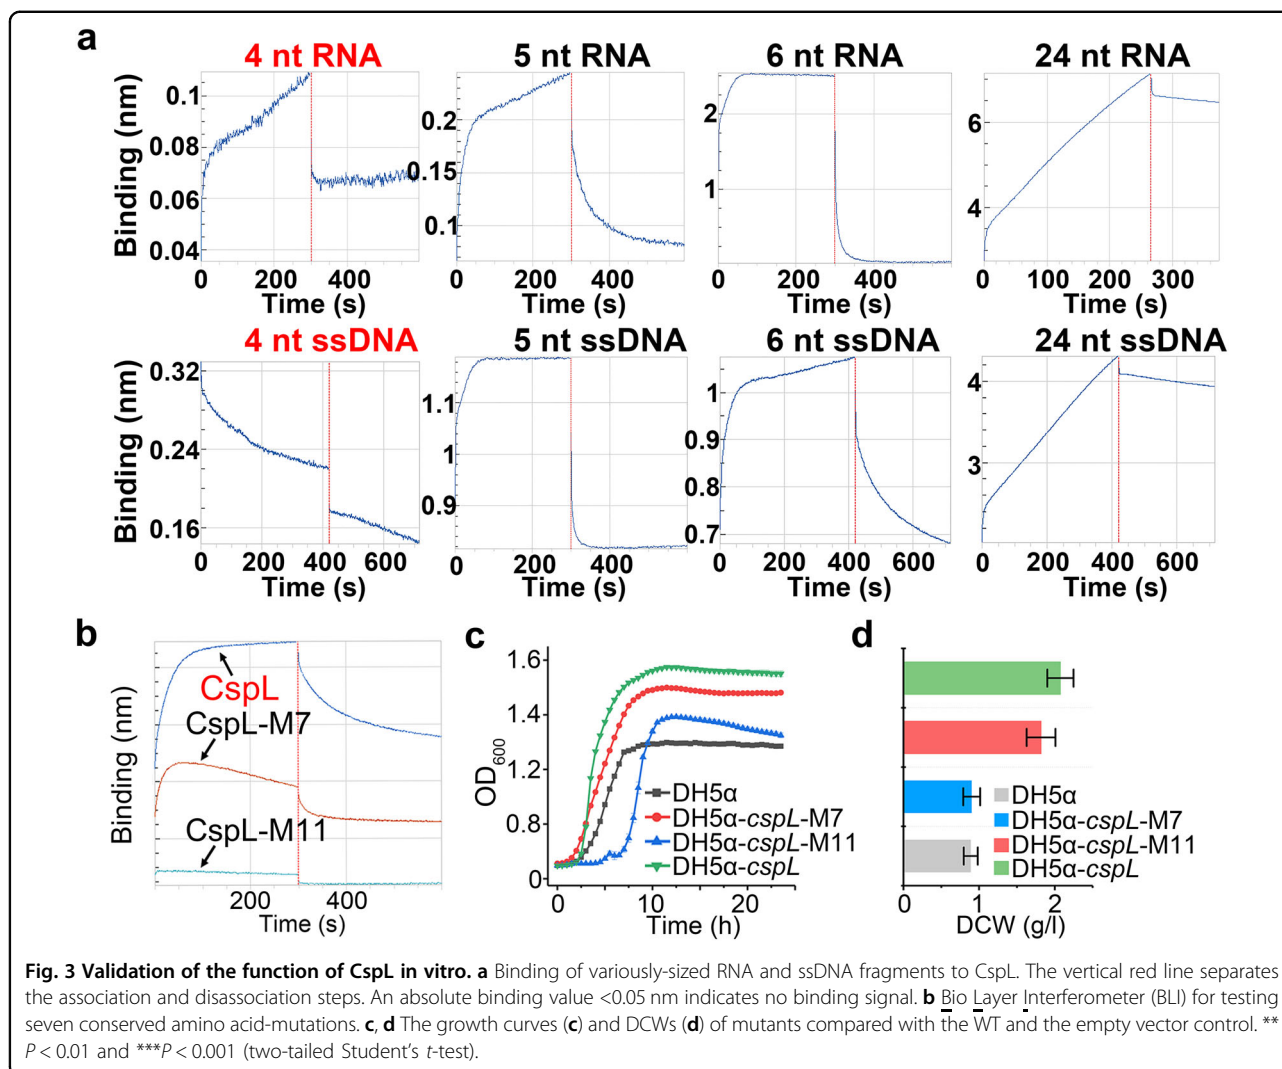 a
4 nt RNA
5 nt RNA
6 nt RNA
24 nt RNA
Binding (nm)
0.1
0.08
0.06
0.04
0 200 400
Time (s)
0.2
0.15
0.1
0 200 400
Time (s)
2
1
0 200 400
Time (s)
6
4
0 100 200 300
Time (s)
4 nt ssDNA
5 nt ssDNA
6 nt ssDNA
24 nt ssDNA
Binding (nm)
0.32
0.24
0.16
0 200 400 600
Time (s)
1.1
1
0.9
0 200 400
Time (s)
1
0.9
0.8
0.7
0 200 400 600
Time (s)
4
3
0 200 400 600
Time (s)
b
Binding (nm)
CspL
CspL-M7
CspL-M11
200 400
Time (s)
c
OD600
1.6
1.4
1.2
0.8
0
DH5α
DH5α-cspL-M7
DH5α-cspL-M11
DH5α-cspL
0 10 20
Time (h)
d
DH5α
DH5α-cspL-M7
DH5α-cspL-M11
DH5α-cspL
0 1 2
DCW (g/l)
Fig. 3 Validation of the function of CspL in vitro. a Binding of variously-sized RNA and ssDNA fragments to CspL. The vertical red line separates
the association and disassociation steps. An absolute binding value <0.05 nm indicates no binding signal. b Bio Layer Interferometer (BLI) for testing
seven conserved amino acid-mutations. c, d The growth curves (c) and DCWs (d) of mutants compared with the WT and the empty vector control. **
P < 0.01 and ***P < 0.001 (two-tailed Student's t-test).